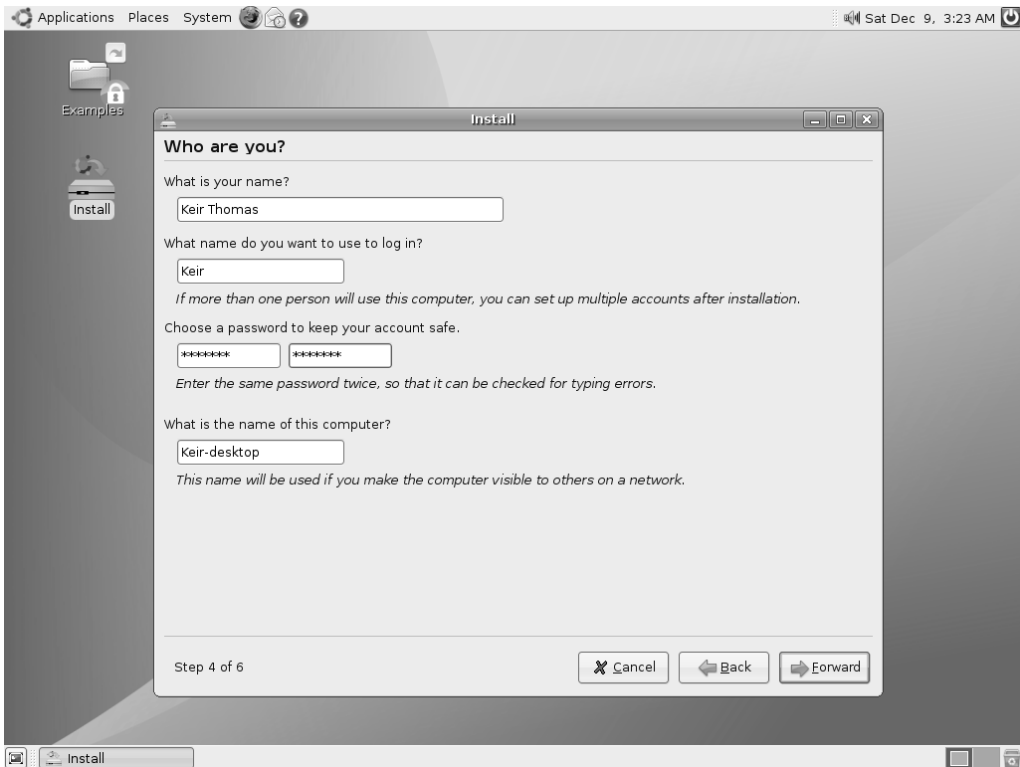 Applications Places System
Sat Dec 9, 3:23 AM
Examples
Install
Install
Who are you?
What is your name?
Keir Thomas
What name do you want to use to log in?
Keir
If more than one person will use this computer, you can set up multiple accounts after installation.
Choose a password to keep your account safe.
******* *******
Enter the same password twice, so that it can be checked for typing errors.
What is the name of this computer?
Keir-desktop
This name will be used if you make the computer visible to others on a network.
Step 4 of 6
Cancel Back Forward
Install